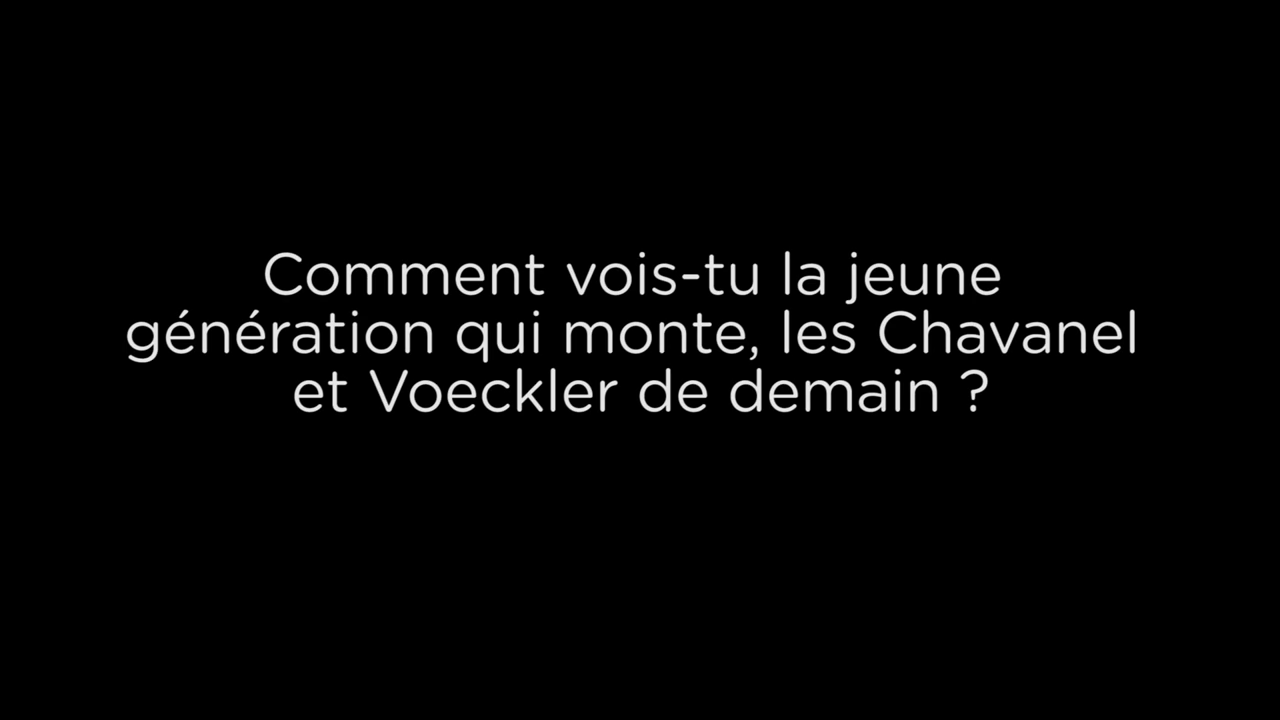 Comment vois-tu la jeune
génération qui monte, les Chavanel
et Voeckler de demain ?